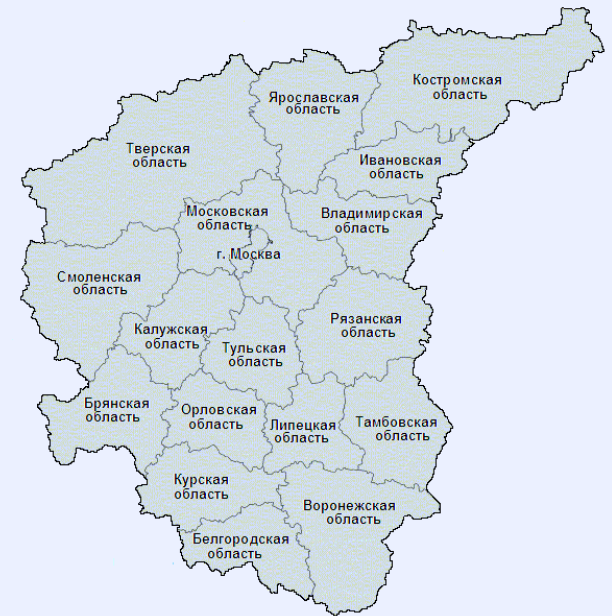 Костромская
область
Ярославская
область
Тверская
область
Ивановская
область
Московская
область
Владимирская
область
г. Москва
Смоленская
область
Калужская
область
Рязанская
область
Тульская
область
Брянская
область
Орловская
область
Липецкая
область
Тамбовская
область
Курская
область
Воронежская
область
Белгородская
область